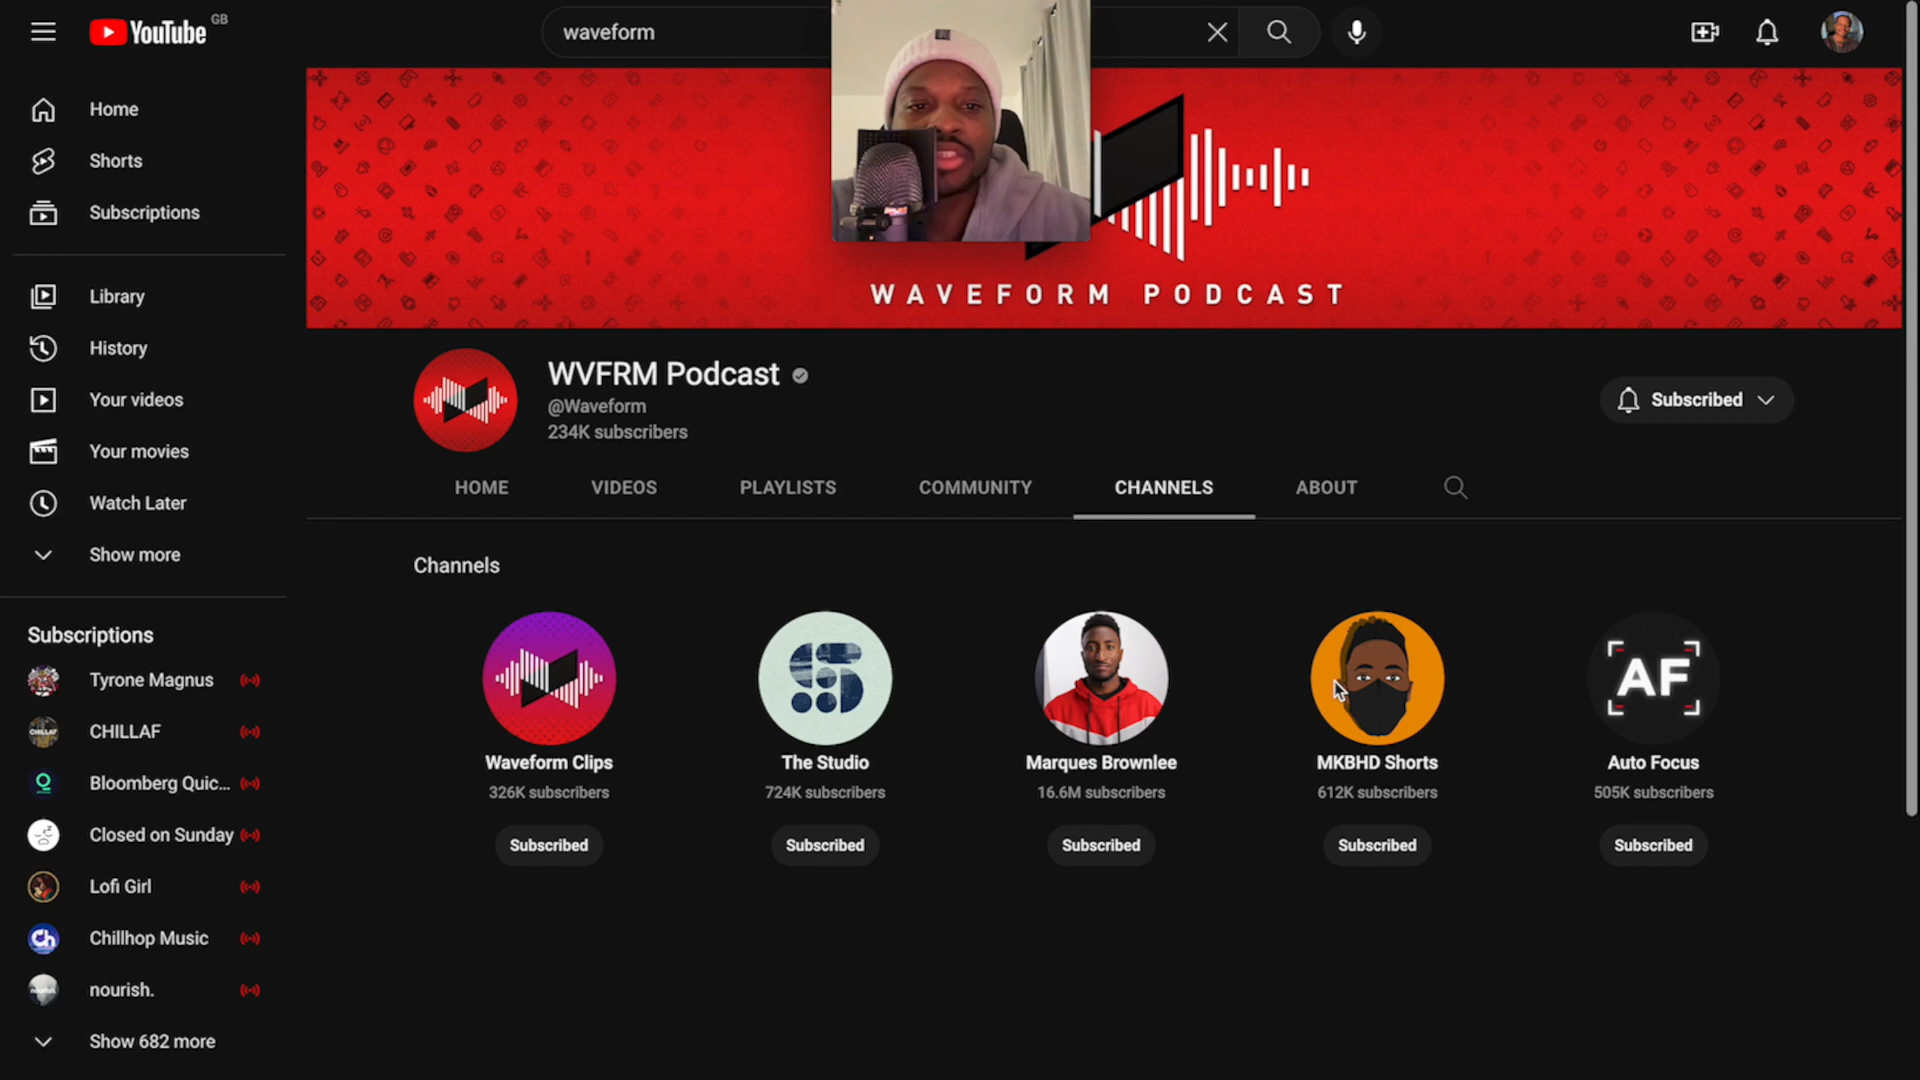 YouTube GB
waveform
Home
Shorts
Subscriptions
Library
History
Your videos
Your movies
Watch Later
Show more
Subscriptions
Tyrone Magnus
CHILLAF
Bloomberg Quic...
Closed on Sunday
Lofi Girl
Chillhop Music
nourish.
Show 682 more
WAVEFORM PODCAST
WVFRM Podcast
@Waveform
234K subscribers
Subscribed
HOME VIDEOS PLAYLISTS COMMUNITY CHANNELS ABOUT
Channels
AF
Waveform Clips The Studio Marques Brownlee MKBHD Shorts Auto Focus
326K subscribers 724K subscribers 16.6M subscribers 612K subscribers 505K subscribers
Subscribed Subscribed Subscribed Subscribed Subscribed